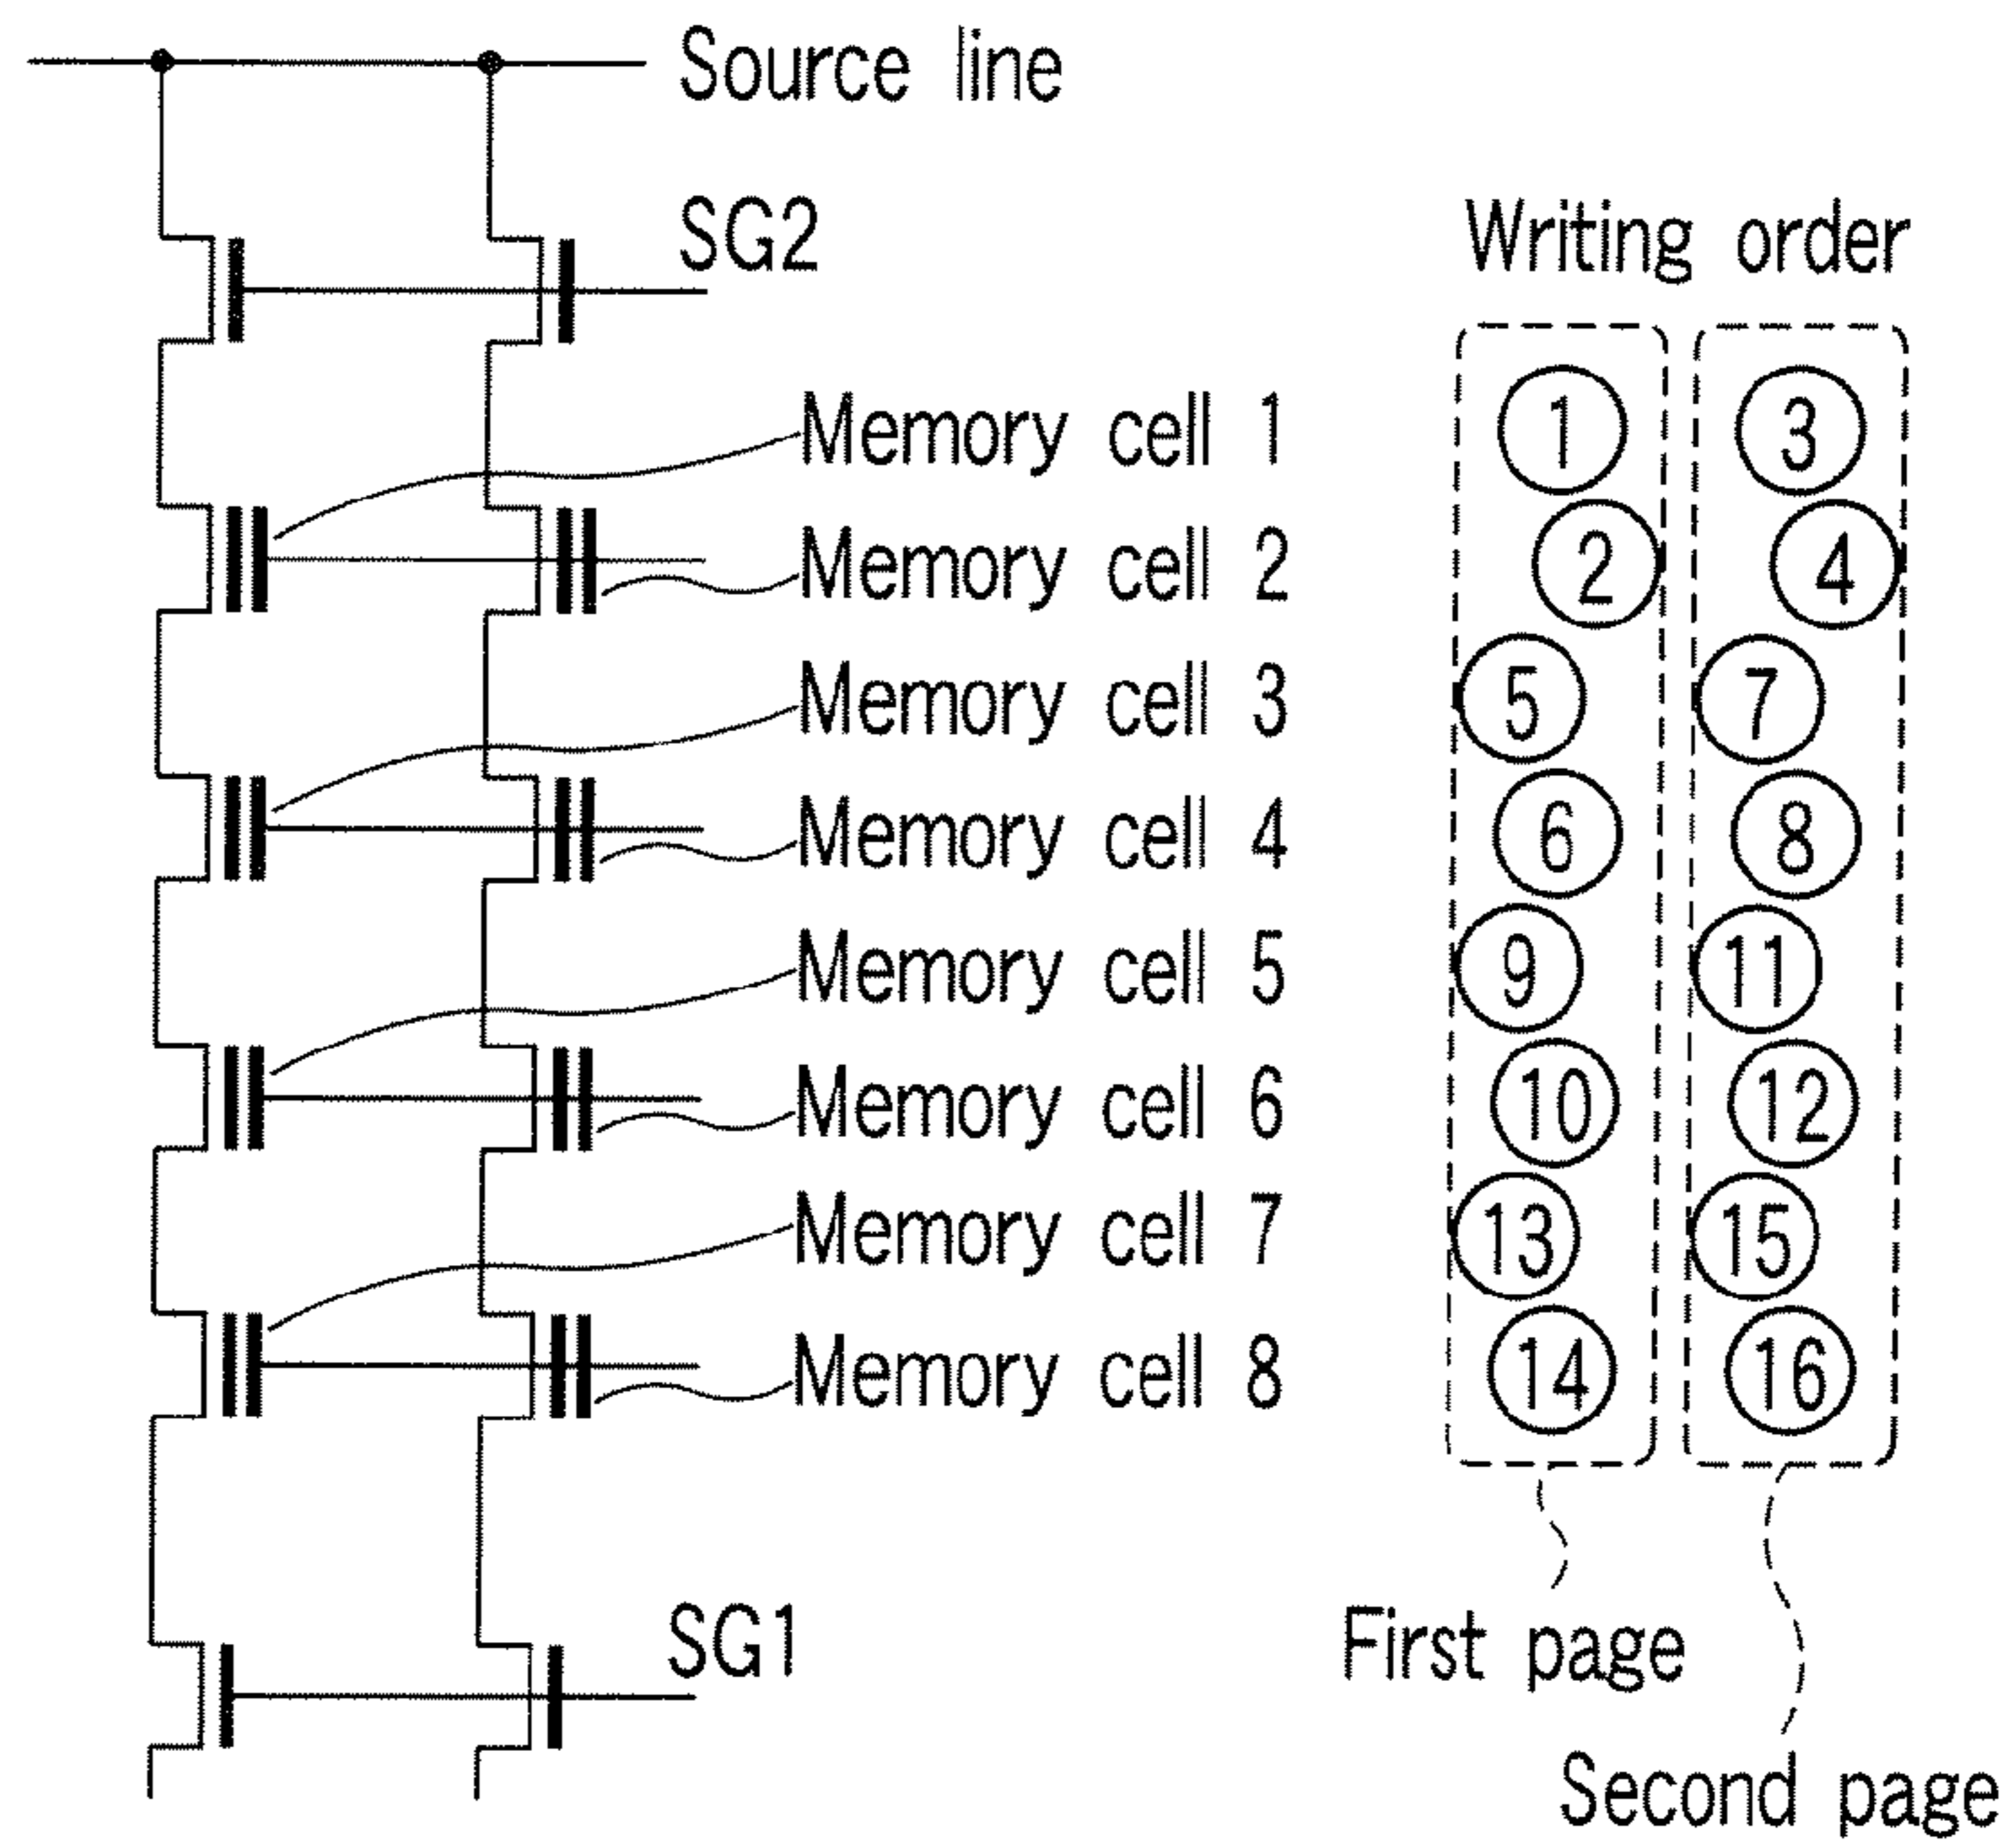 Source line
SG2
Writing order
Memory cell 1 1 3
Memory cell 2 2 4
Memory cell 3 5 7
Memory cell 4 6 8
Memory cell 5 9 11
Memory cell 6 10 12
Memory cell 7 13 15
Memory cell 8 14 16
SG1
First page
Second page